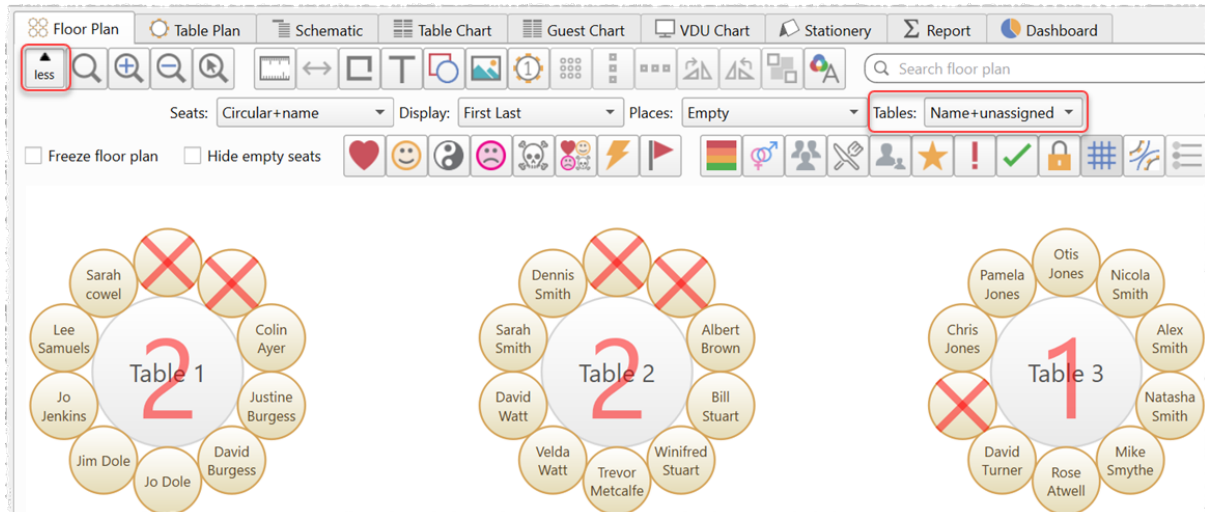 Floor Plan
Table Plan
Schematic
Table Chart
Guest Chart
VDU Chart
Stationery
Report
Dashboard
less
1
A
Search floor plan
Seats: Circular+name
Display: First Last
Places: Empty
Tables: Name+unassigned
Freeze floor plan
Hide empty seats
Sarah
cowel
Lee
Samuels
Colin
Ayer
Table 1
2
Jo
Jenkins
Justine
Burgess
Jim Dole
Jo Dole
David
Burgess
Dennis
Smith
Sarah
Smith
Albert
Brown
Table 2
2
David
Watt
Bill
Stuart
Velda
Watt
Trevor
Metcalfe
Winifred
Stuart
Otis
Jones
Pamela
Jones
Nicola
Smith
Chris
Jones
Alex
Smith
Table 3
1
Natasha
Smith
David
Turner
Rose
Atwell
Mike
Smythe